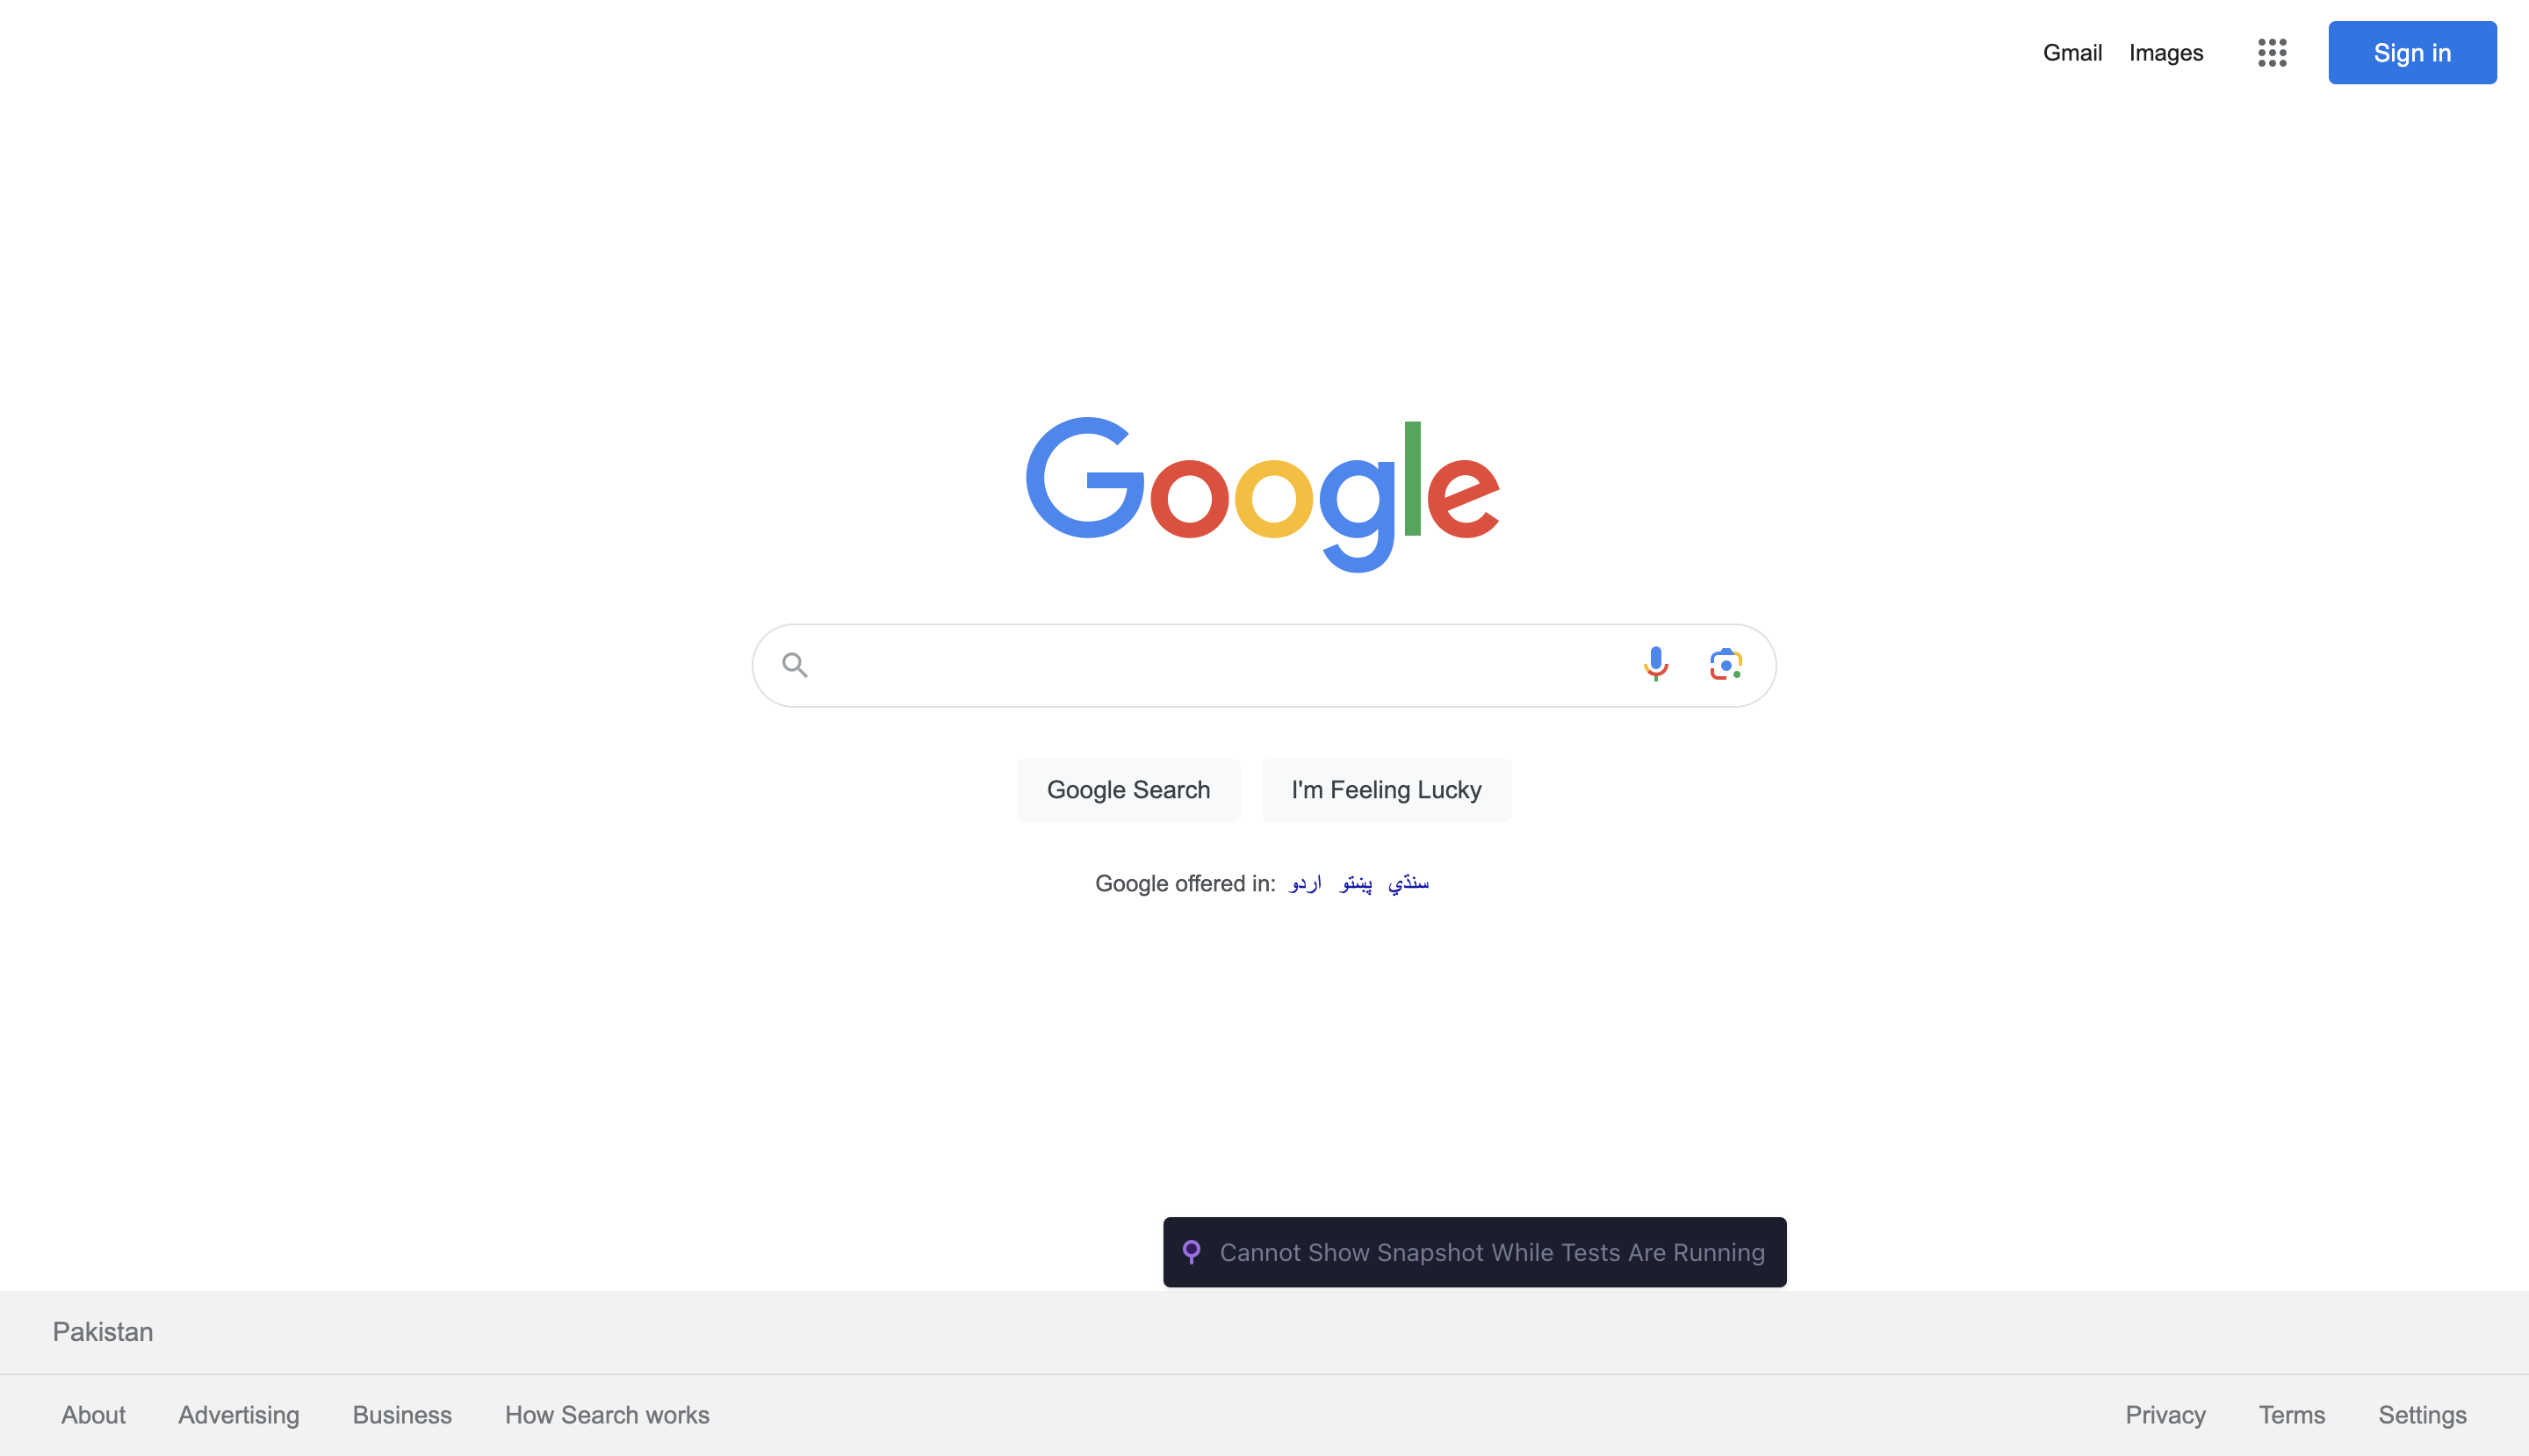 Gmail Images Sign in
Google
Google Search I'm Feeling Lucky
Google offered in: اردو پښتو سنڌي
Cannot Show Snapshot While Tests Are Running
Pakistan
About Advertising Business How Search works Privacy Terms Settings